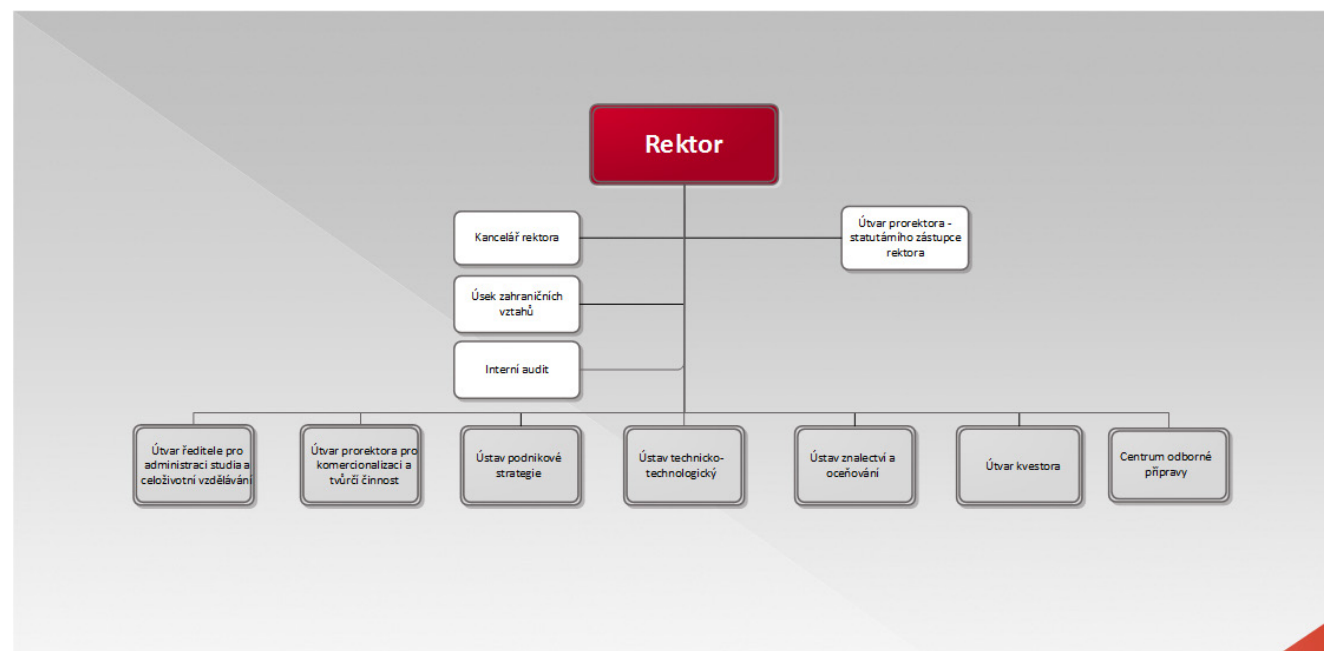 Rektor
Kancelář rektora
Útvar prorektora -
statutárního zástupce
rektora
Úsek zahraničních
vztahů
Interní audit
Útvar ředitele pro
administraci studia a
celoživotní vzdělávání
Útvar prorektora pro
komercionalizaci a
tvůrčí činnost
Ústav podnikové
strategie
Ústav technicko-
technologický
Ústav znalectví a
oceňování
Útvar kvestora
Centrum odborné
přípravy